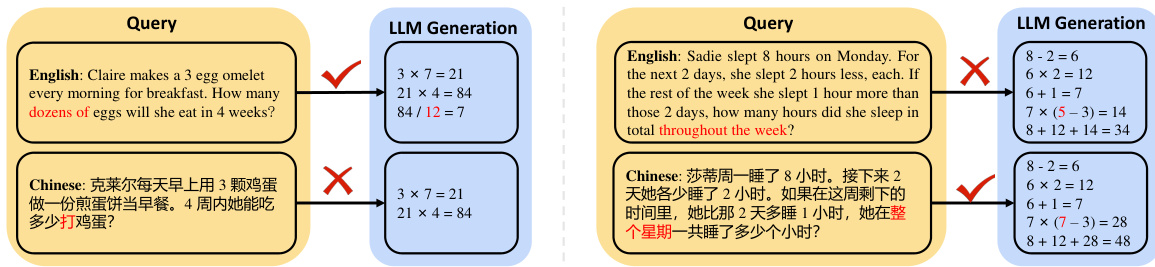 Query
LLM Generation
English: Claire makes a 3 egg omelet
every morning for breakfast. How many
dozens of eggs will she eat in 4 weeks?
3 × 7 = 21
21 × 4 = 84
84 / 12 = 7
Chinese: 克莱尔每天早上用 3 颗鸡蛋
做一份煎蛋饼当早餐。4 周内她能吃
多少打鸡蛋?
3 × 7 = 21
21 × 4 = 84
Query
LLM Generation
English: Sadie slept 8 hours on Monday. For
the next 2 days, she slept 2 hours less, each. If
the rest of the week she slept 1 hour more than
those 2 days, how many hours did she sleep in
total throughout the week?
8 - 2 = 6
6 × 2 = 12
6 + 1 = 7
7 × (5 – 3) = 14
8 + 12 + 14 = 34
Chinese: 莎蒂周一睡了 8 小时。接下来 2
天她各少睡了 2 小时。如果在这周剩下的
时间里，她比那 2 天多睡 1 小时，她在整
个星期一共睡了多少个小时?
8 - 2 = 6
6 × 2 = 12
6 + 1 = 7
7 × (7 – 3) = 28
8 + 12 + 28 = 48